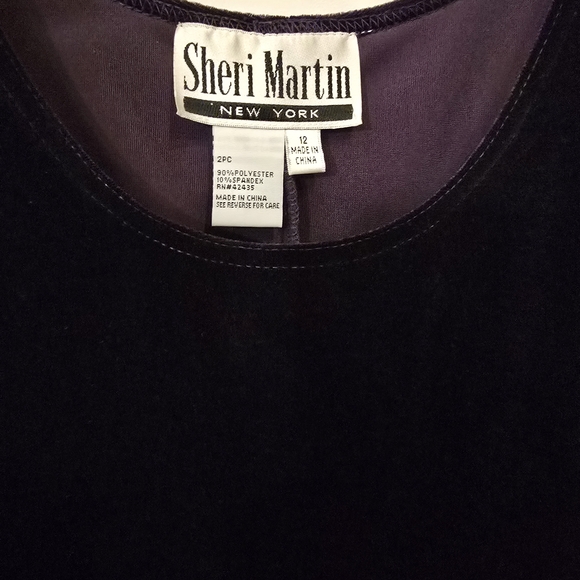 Sheri Martin
NEW YORK
2PC
90%POLYESTER
10%SPANDEX
RN#42435
MADE IN CHINA
SEE REVERSE FOR CARE
12
MADE IN
CHINA